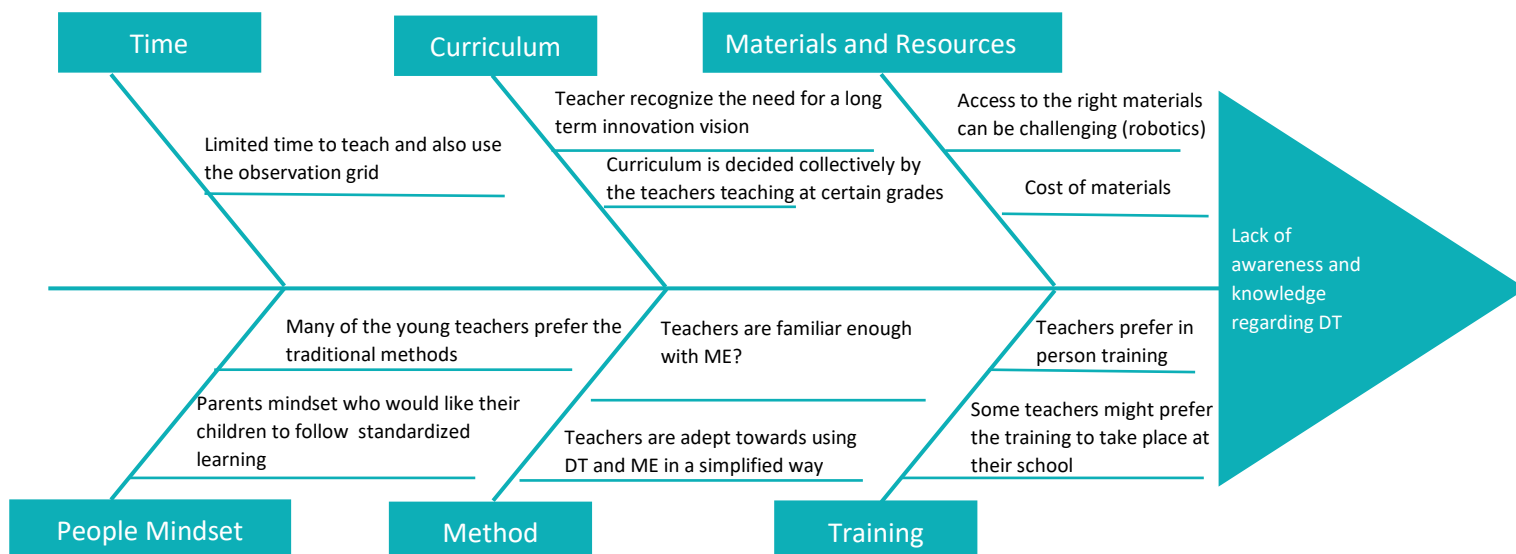 Time
Curriculum
Materials and Resources
Limited time to teach and also use
the observation grid
Teacher recognize the need for a long
term innovation vision
Curriculum is decided collectively by
the teachers teaching at certain grades
Access to the right materials
can be challenging (robotics)
Cost of materials
Lack of
awareness and
knowledge
regarding DT
Many of the young teachers prefer the
traditional methods
Parents mindset who would like their
children to follow standardized
learning
Teachers are familiar enough
with ME?
Teachers are adept towards using
DT and ME in a simplified way
Teachers prefer in
person training
Some teachers might prefer
the training to take place at
their school
People Mindset
Method
Training